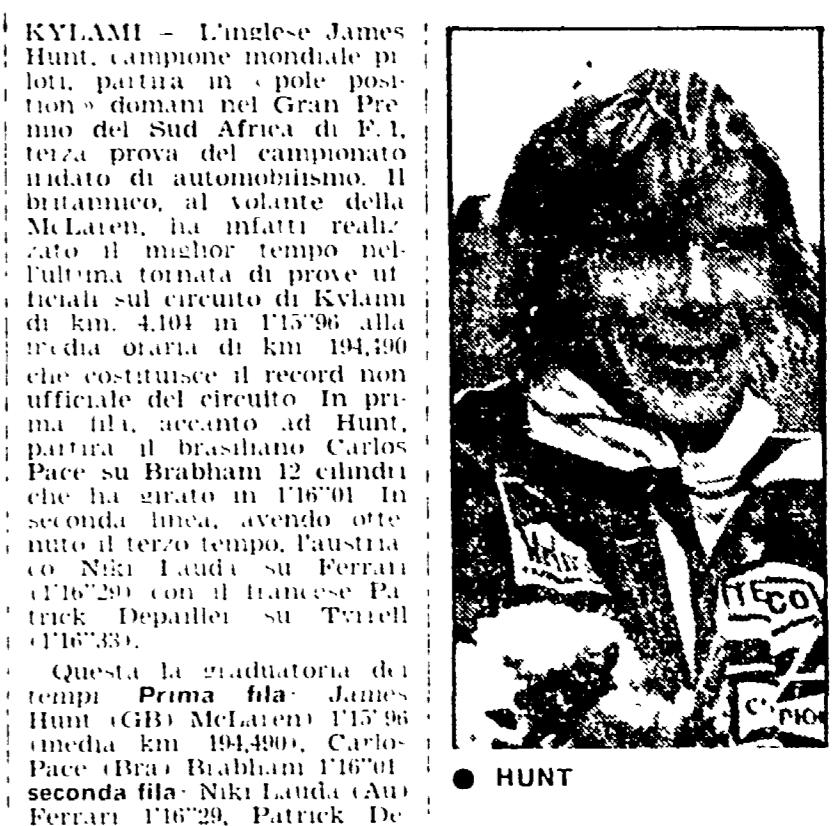 KYLAMI — L'inglese James
Hunt, campione mondiale pi
loti, partirà in «pole posi-
tion» domani nel Gran Pre
mio del Sud Africa di F. 1,
terza prova del campionato
iridato di automobilismo. Il
britannico, al volante della
McLaren, ha infatti realiz-
zato il miglior tempo nel-
l'ultima tornata di prove uf
ficiali sul circuito di Kylami
di km. 4,104 in 1'15"96 alla
media oraria di km 194,490
che costituisce il record non
ufficiale del circuito In pri-
ma fila, accanto ad Hunt,
partirà il brasiliano Carlos
Pace su Brabham 12 cilindri
che ha girato in 1'16"01 In
seconda linea, avendo otte
nuto il terzo tempo, l'austria
co Niki Lauda su Ferrari
(1'16"29) con il francese Pa
trick Depailler su Tyrrell
(1'16"33).
Questa la graduatoria dei
tempi Prima fila: James
Hunt (GB) McLaren) 1'15"96
(media km 194,490), Carlos
Pace (Bra) Brabham 1'16"01
seconda fila: Niki Lauda (Au)
Ferrari 1'16"29, Patrick De
TEXACO
● HUNT